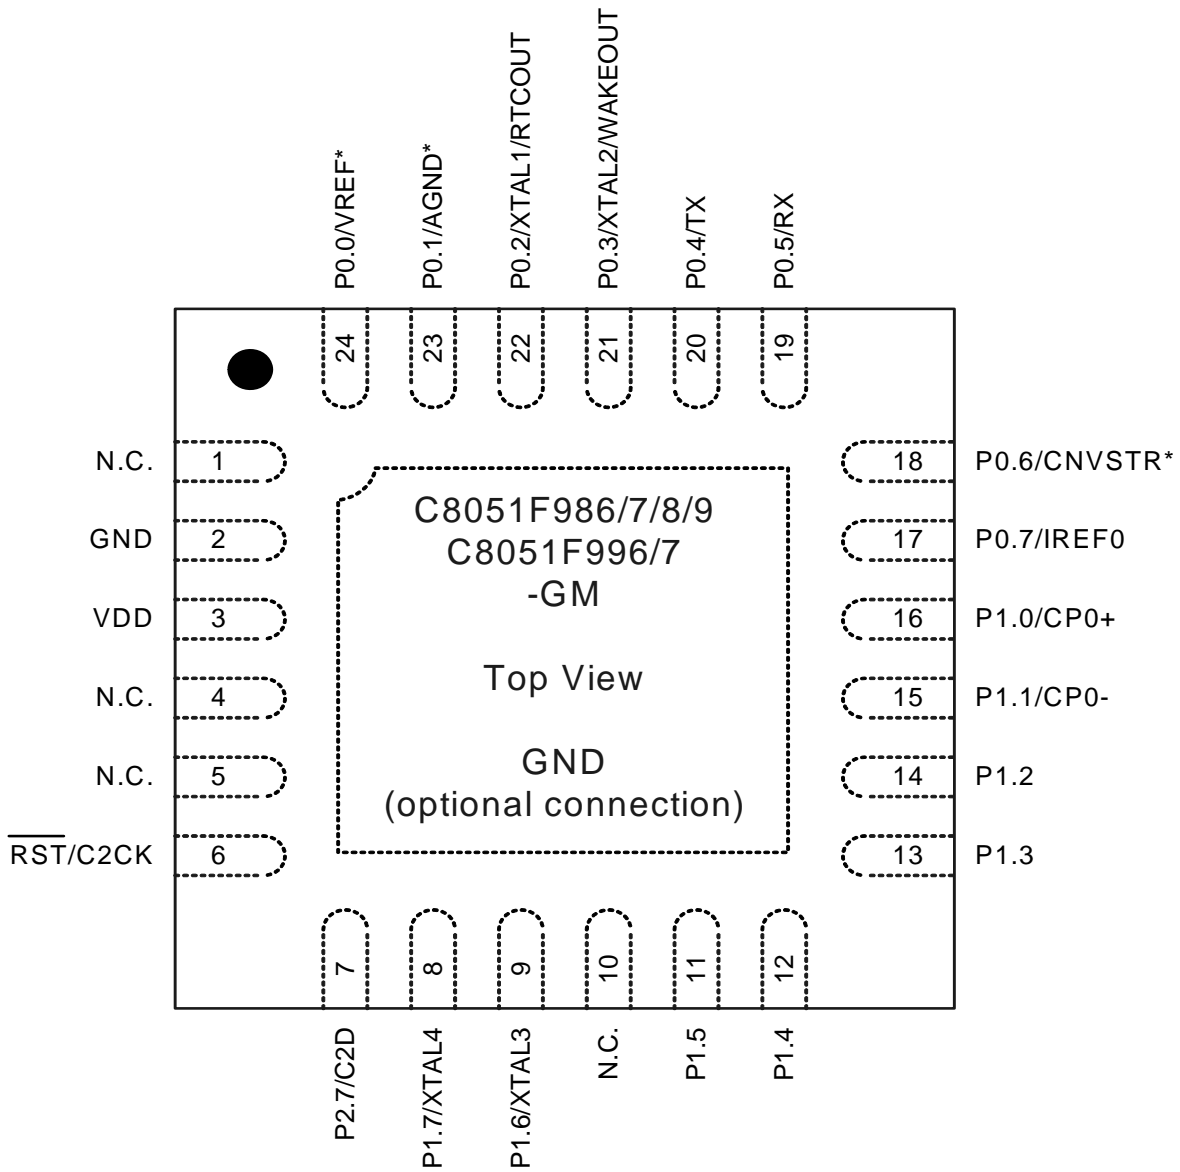 P0.0/VREF*
P0.1/AGND*
P0.2/XTAL1/RTCOUT
P0.3/XTAL2/WAKEOUT
P0.4/TX
P0.5/RX
24
23
22
21
20
19
N.C. 1
18 P0.6/CNVSTR*
GND 2
17 P0.7/IREF0
VDD 3
16 P1.0/CP0+
N.C. 4
15 P1.1/CP0-
N.C. 5
14 P1.2
RST/C2CK 6
13 P1.3
C8051F986/7/8/9
C8051F996/7
-GM
Top View
GND
(optional connection)
7
8
9
10
11
12
P2.7/C2D
P1.7/XTAL4
P1.6/XTAL3
N.C.
P1.5
P1.4